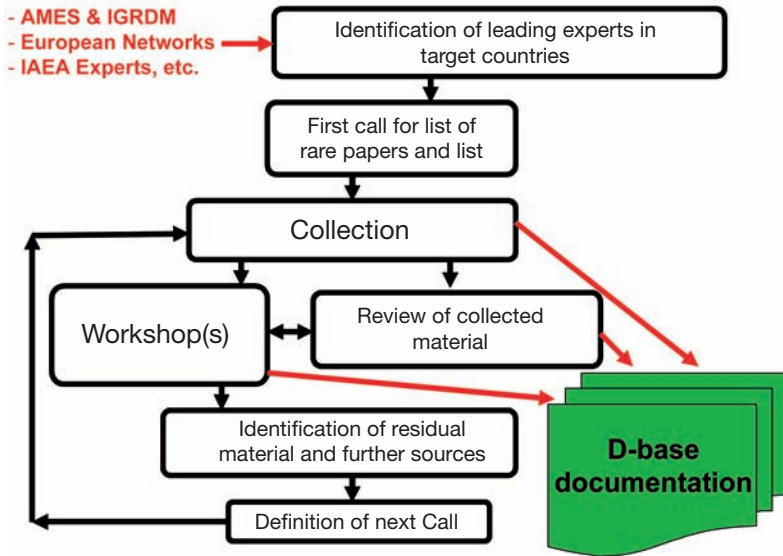 - AMES & IGRDM
- European Networks
- IAEA Experts, etc.
Identification of leading experts in
target countries
First call for list of
rare papers and list
Collection
Workshop(s)
Review of collected
material
Identification of residual
material and further sources
Definition of next Call
D-base
documentation